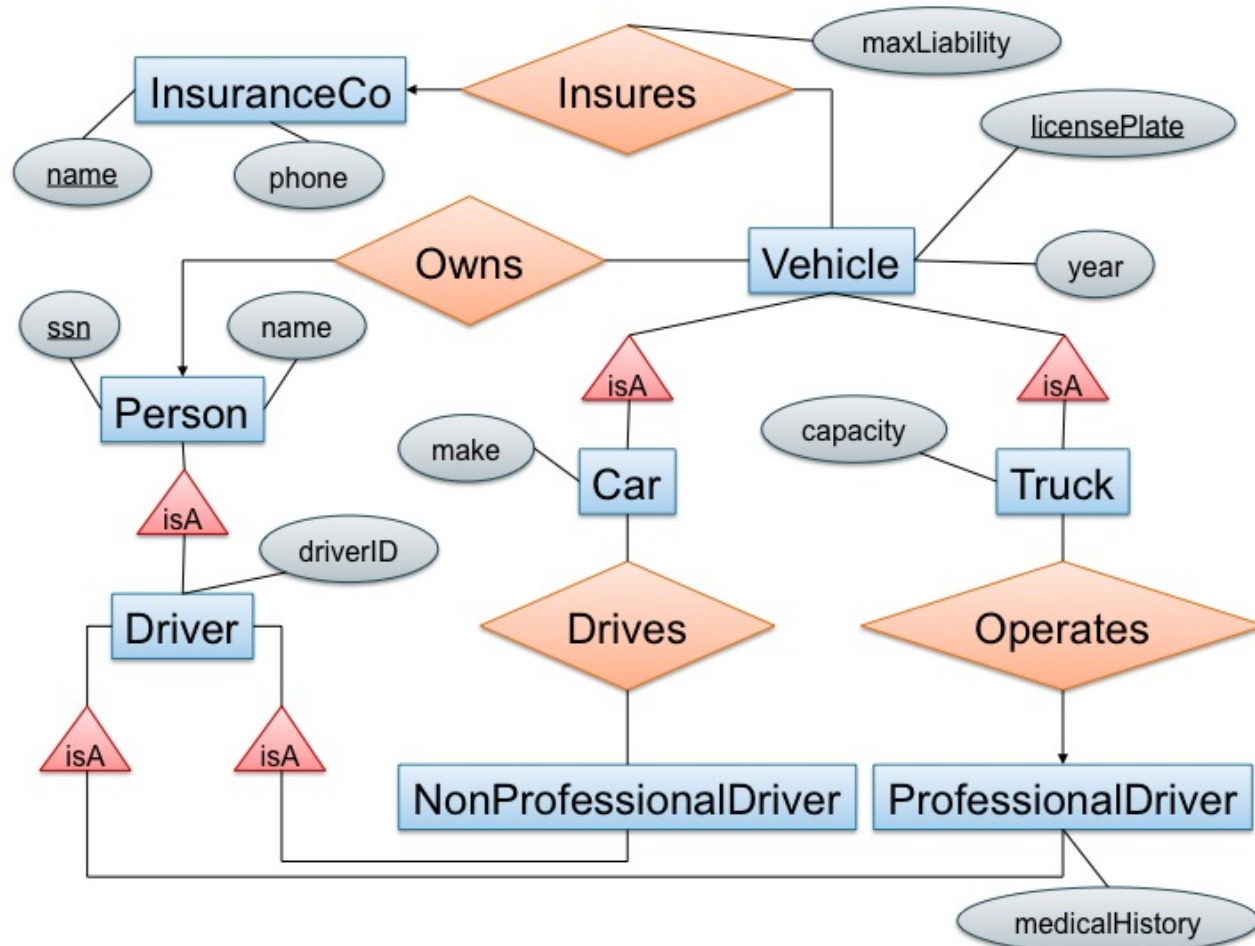 maxLiability
InsuranceCo
Insures
licensePlate
name
phone
Owns
Vehicle
year
ssn
name
Person
isA
isA
make
capacity
Car
Truck
isA
driverID
Driver
Drives
Operates
isA
isA
NonProfessionalDriver
ProfessionalDriver
medicalHistory